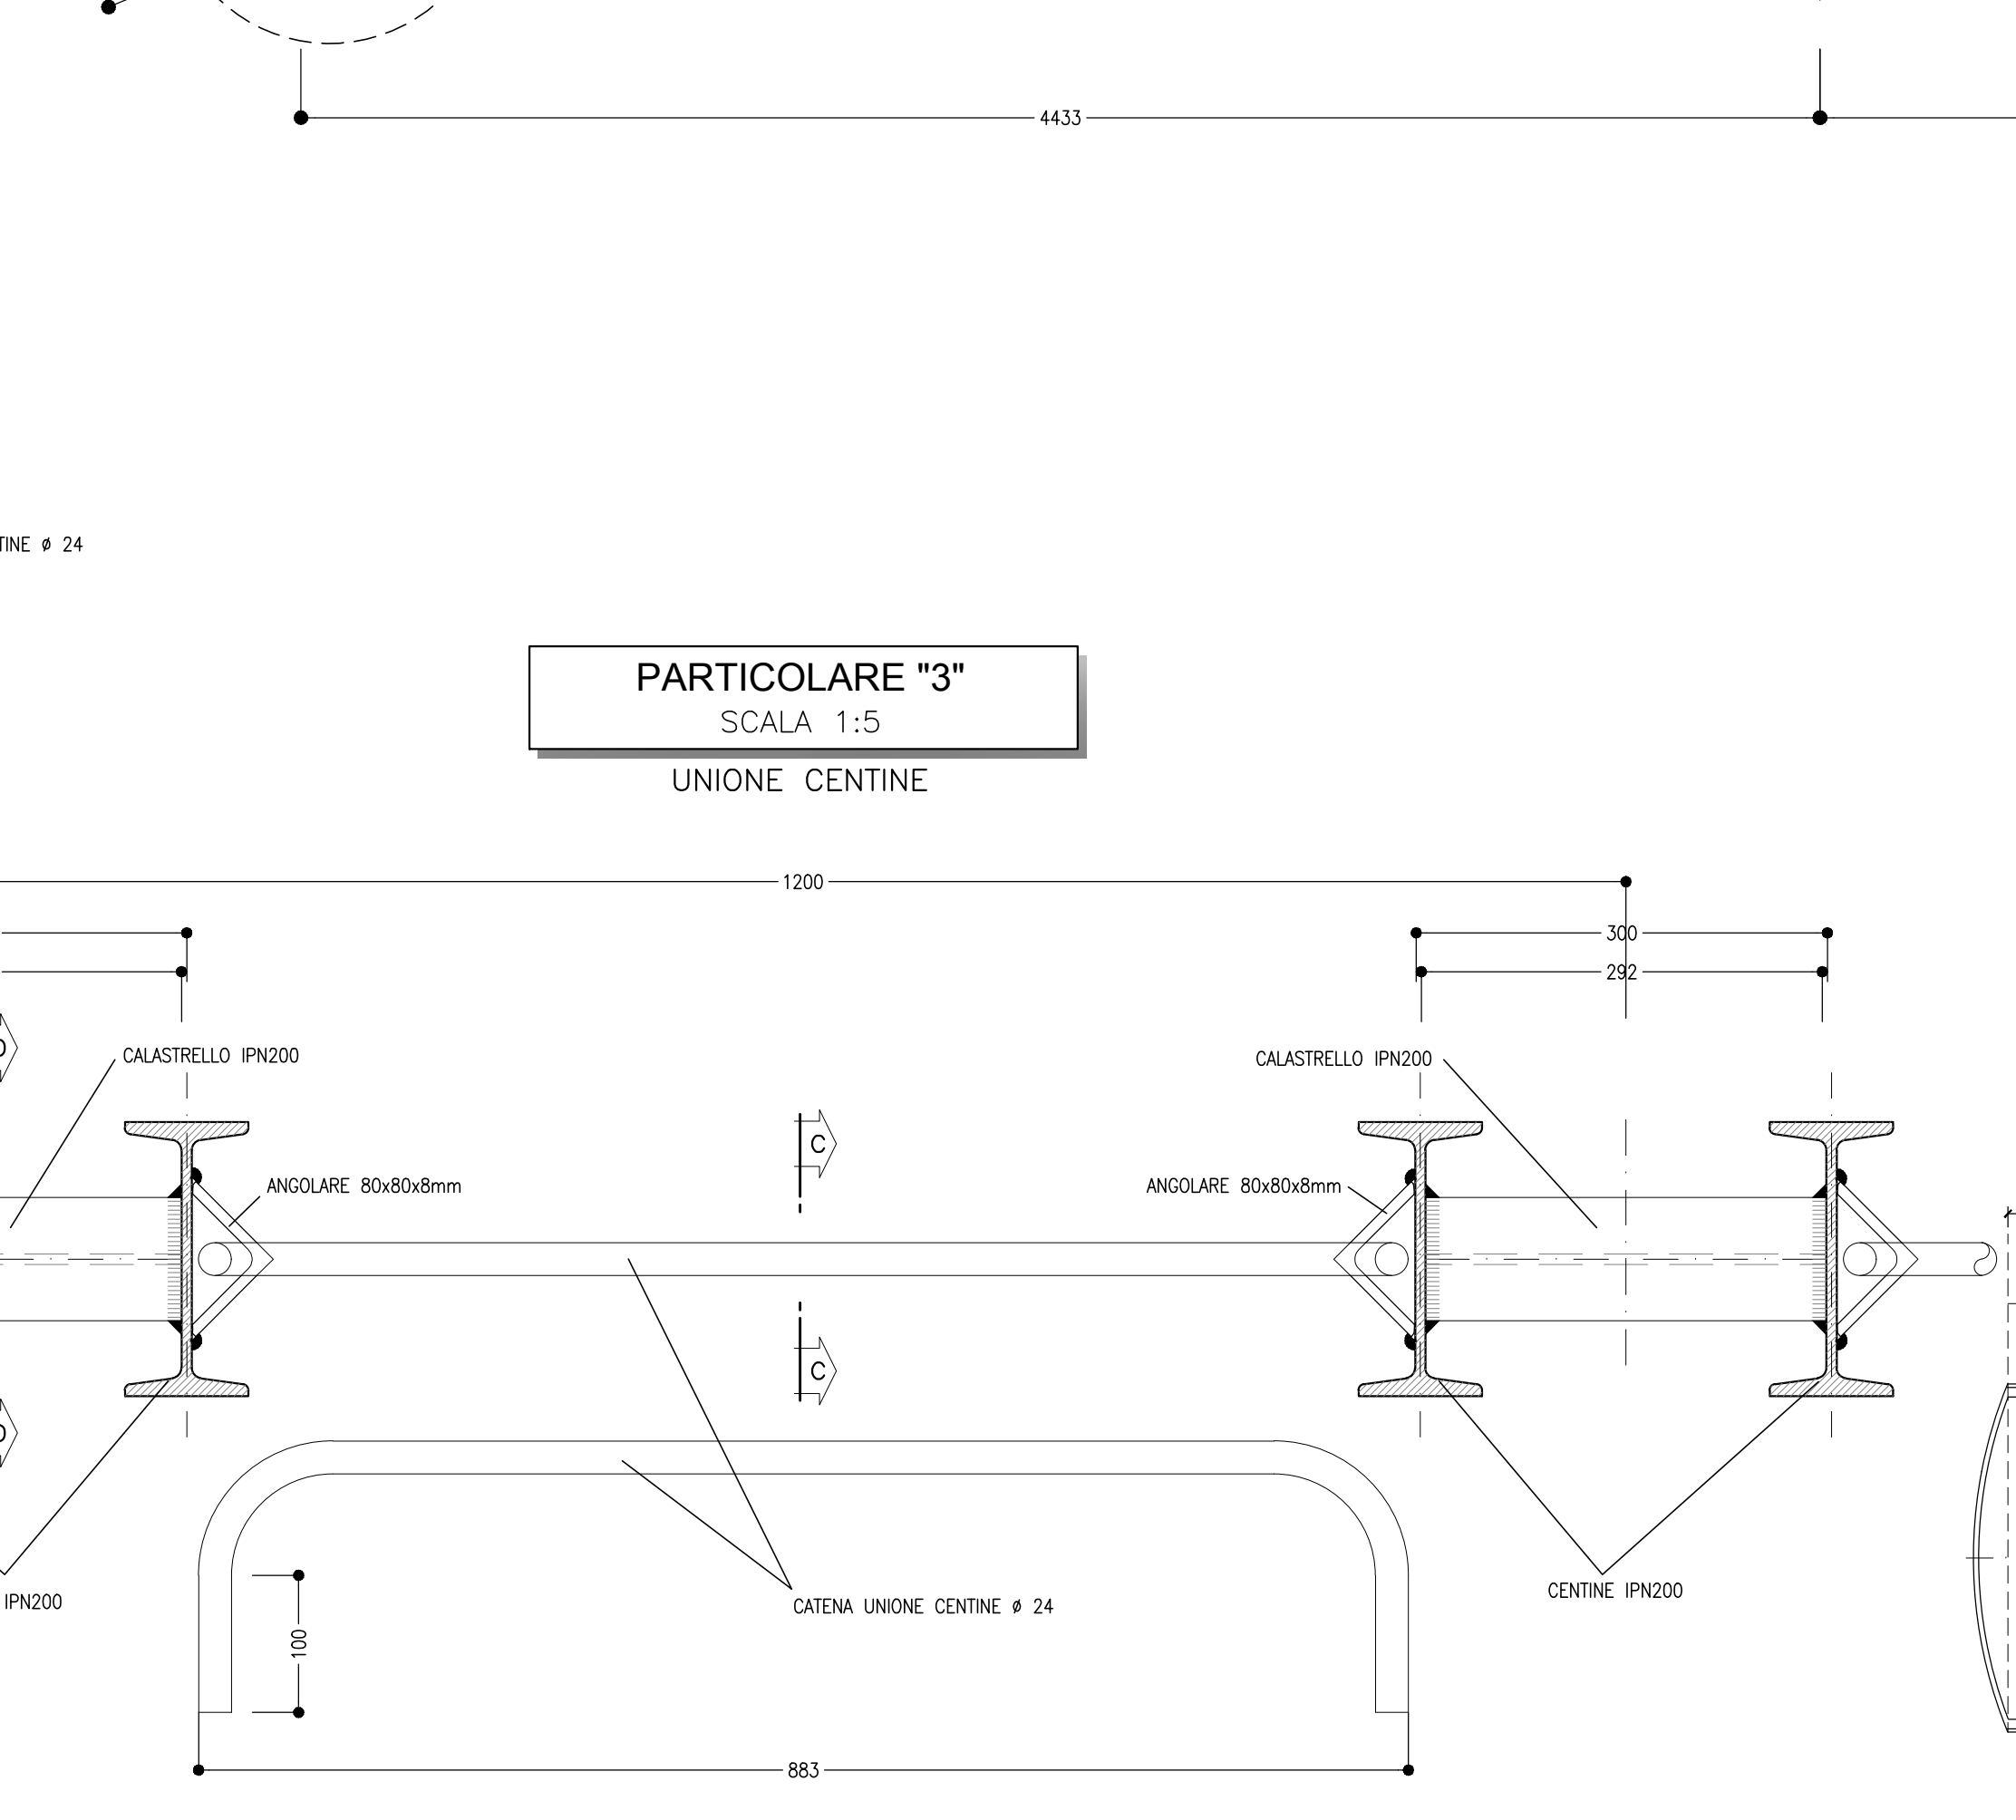 4433
TINE ø 24
PARTICOLARE "3"
SCALA 1:5
UNIONE CENTINE
1200
300
292
CALASTRELLO IPN200
CALASTRELLO IPN200
C
ANGOLARE 80x80x8mm
ANGOLARE 80x80x8mm
C
IPN200
CENTINE IPN200
CATENA UNIONE CENTINE ø 24
100
883